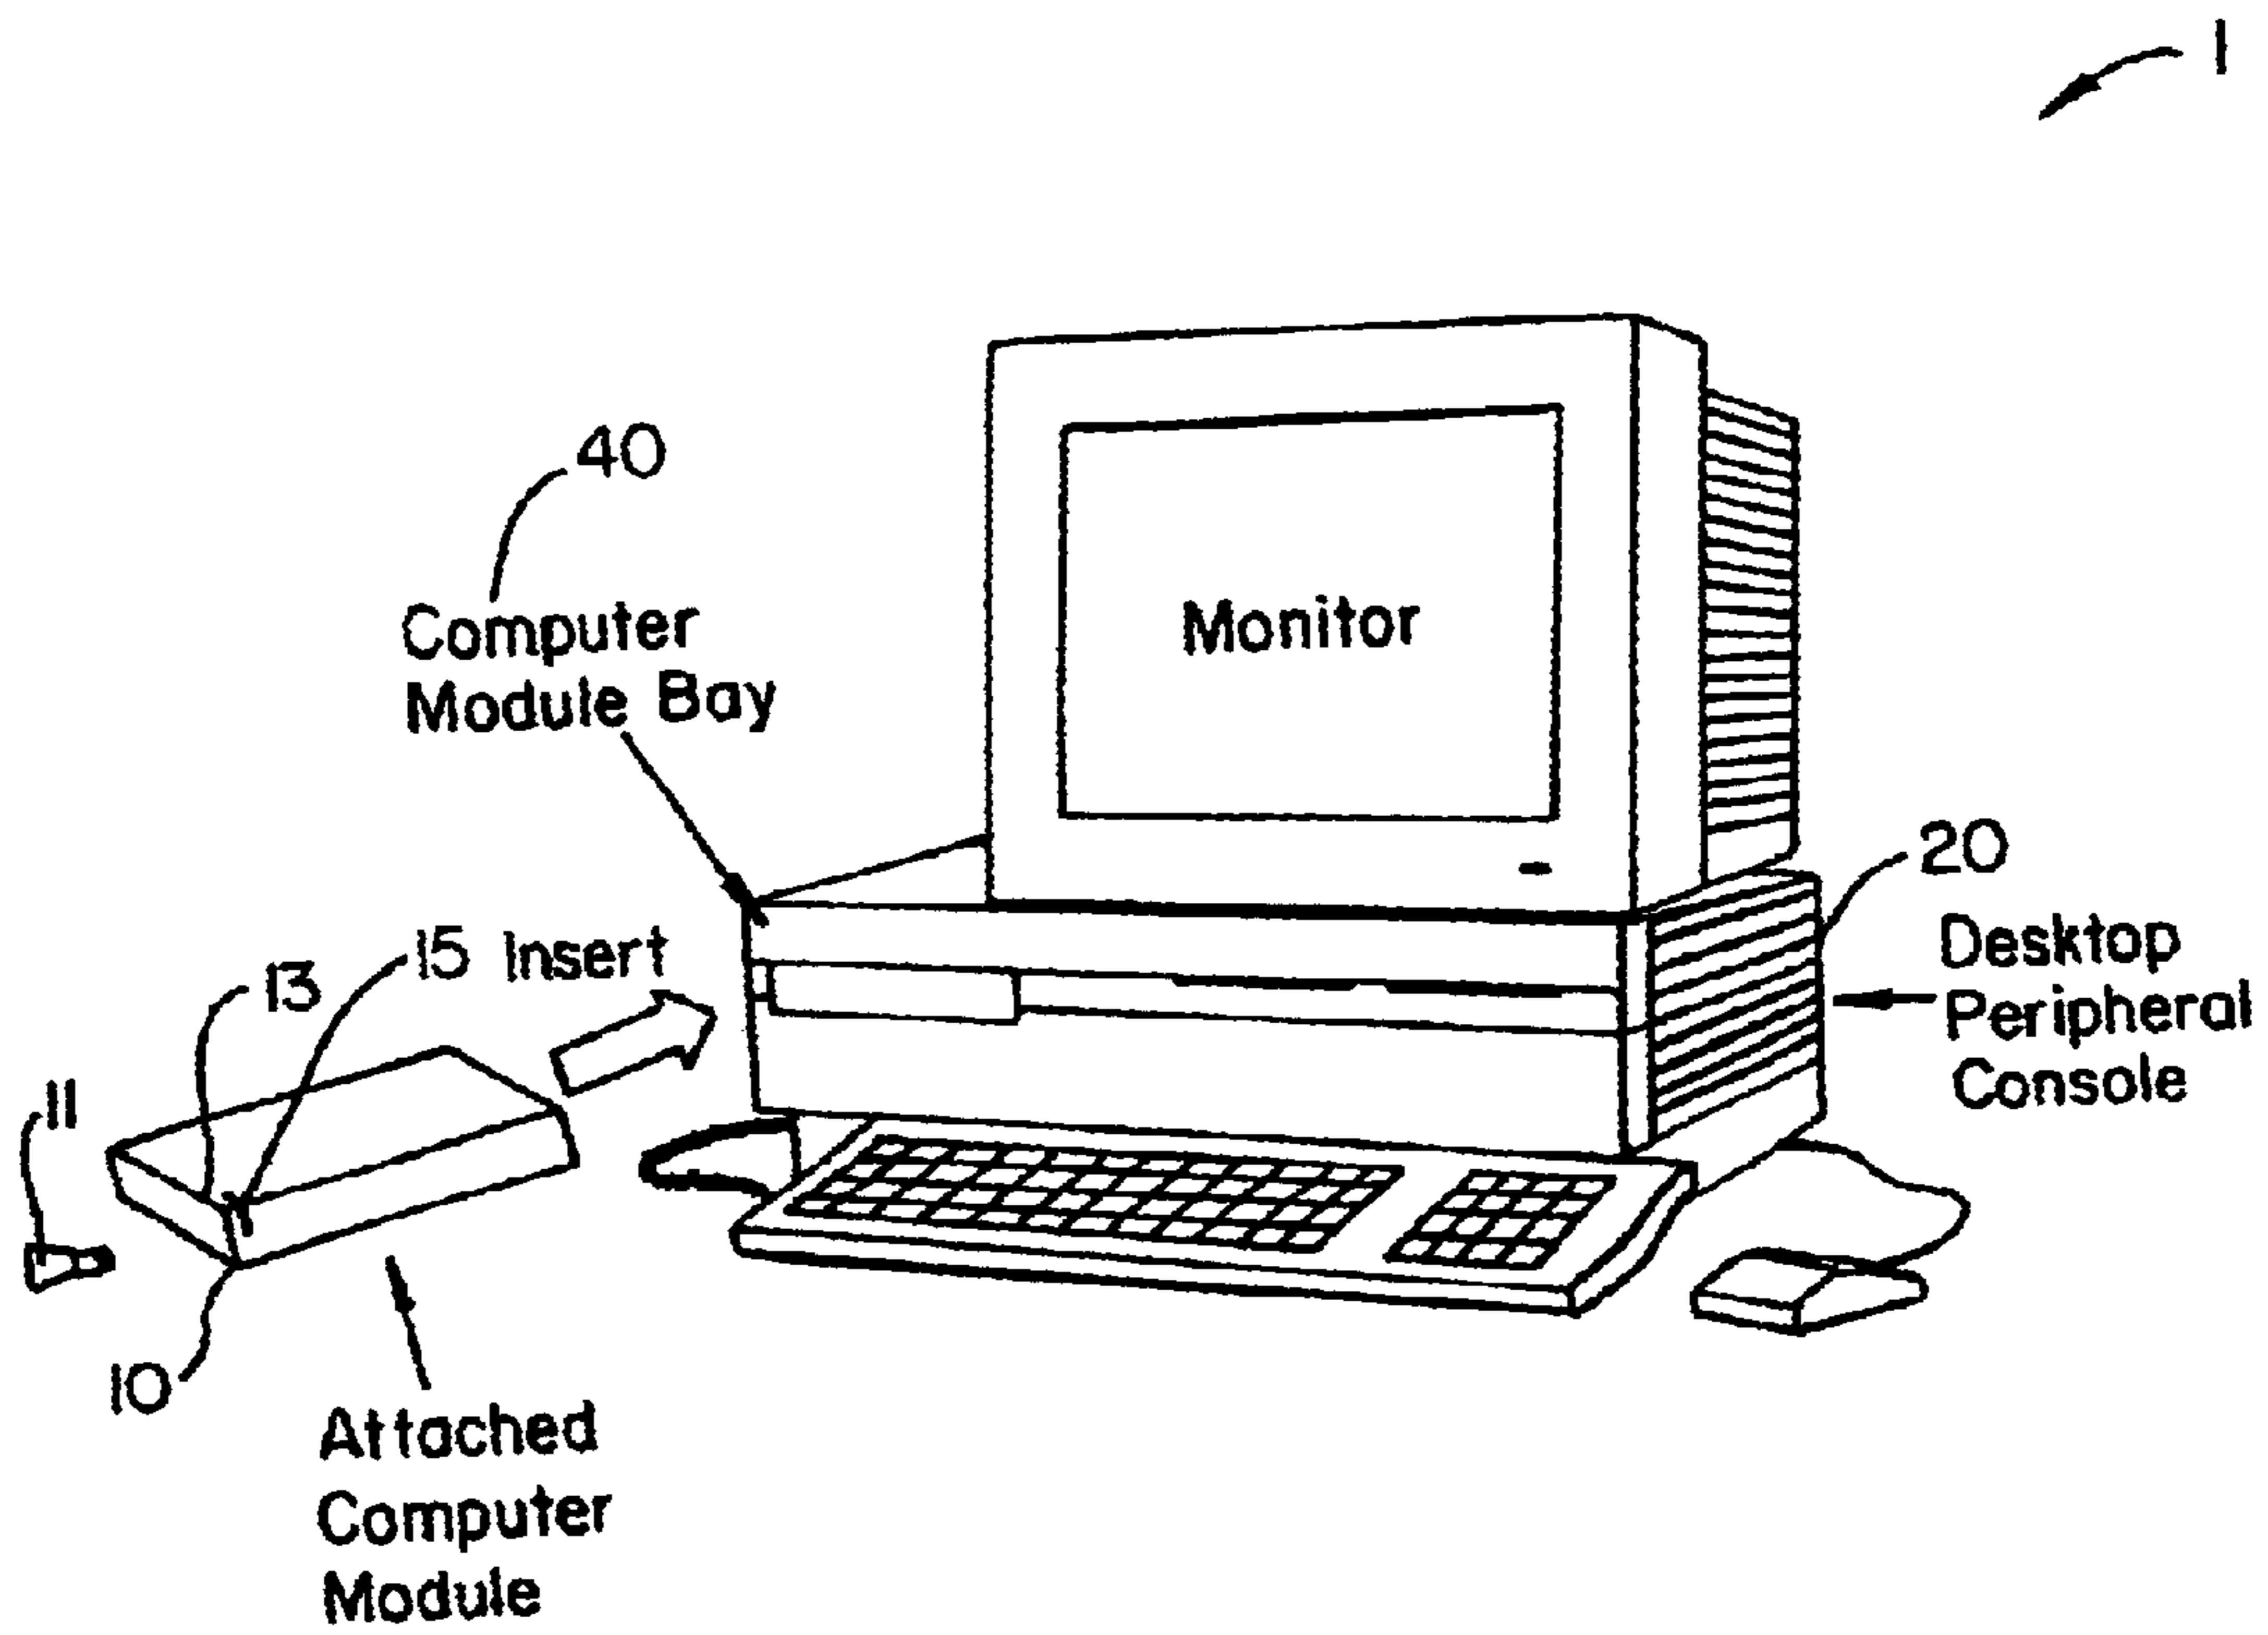 1
40
Computer
Module Bay
Monitor
20
Desktop
Peripheral
Console
15 Insert
13
11
10
Attached
Computer
Module